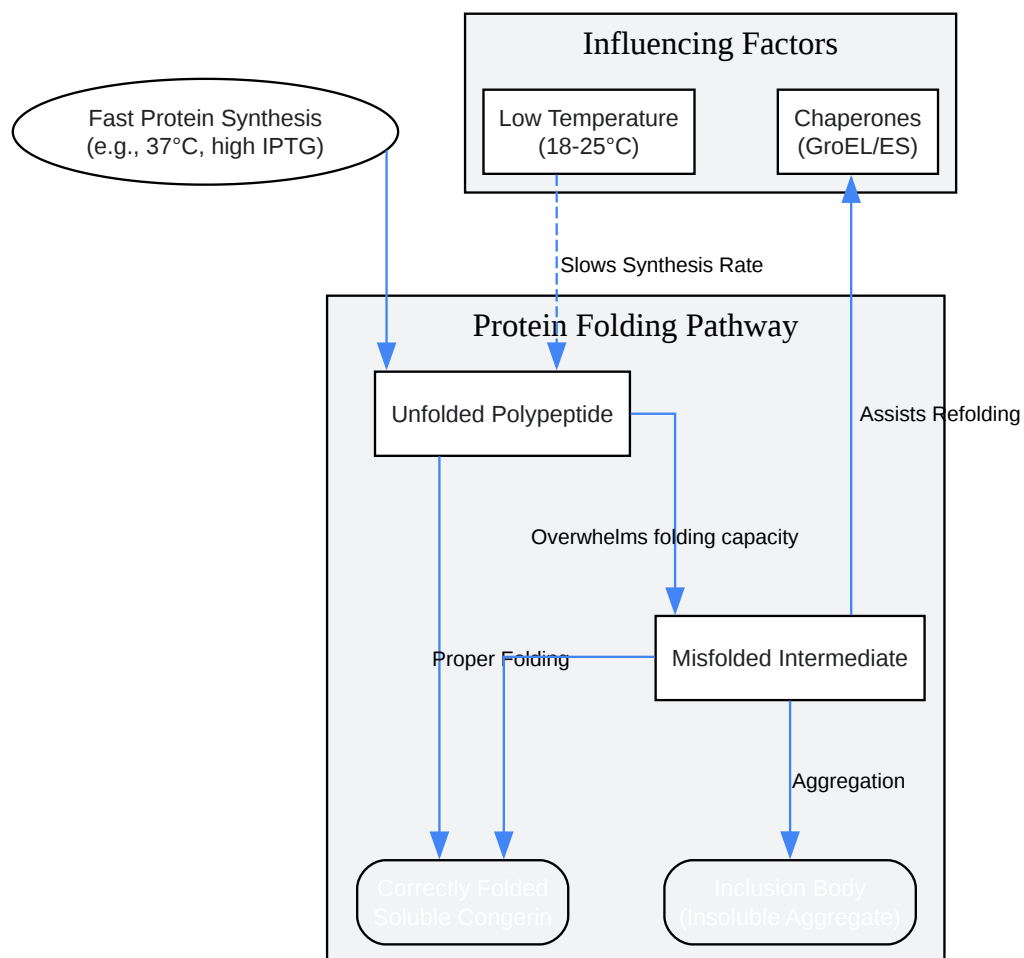 Influencing Factors
Fast Protein Synthesis
(e.g., 37°C, high IPTG)
Low Temperature
(18-25°C)
Chaperones
(GroEL/ES)
Slows Synthesis Rate
Protein Folding Pathway
Unfolded Polypeptide
Assists Refolding
Overwhelms folding capacity
Proper Folding
Misfolded Intermediate
Aggregation
Correctly Folded
Soluble Congerin
Inclusion Body
(Insoluble Aggregate)